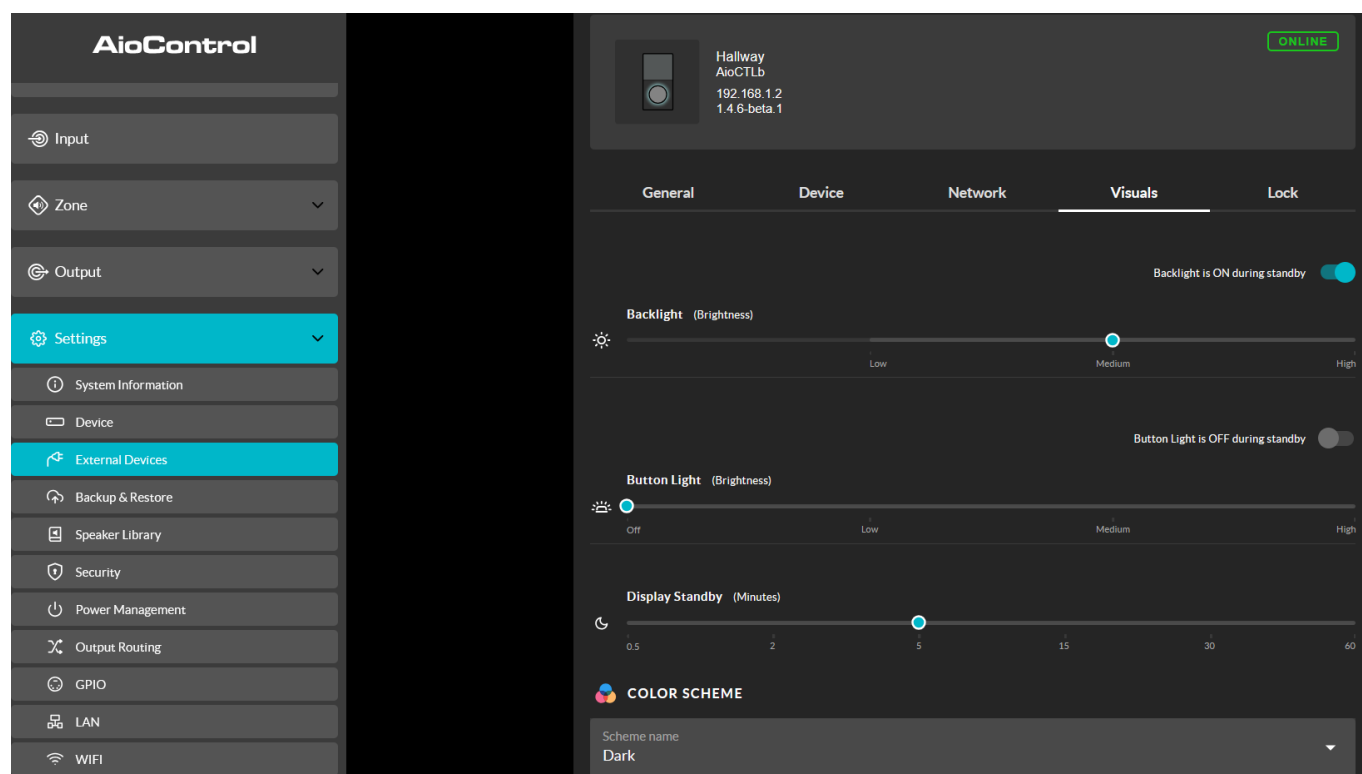 AioControl
Input
Zone
Output
Settings
System Information
Device
External Devices
Backup & Restore
Speaker Library
Security
Power Management
Output Routing
GPIO
LAN
WIFI
Hallway
AioCTLb
192.168.1.2
1.4.6-beta.1
ONLINE
General Device Network Visuals Lock
Backlight is ON during standby
Backlight (Brightness)
Low Medium High
Button Light is OFF during standby
Button Light (Brightness)
Off Low Medium High
Display Standby (Minutes)
0.5 2 5 15 30 60
COLOR SCHEME
Scheme name
Dark